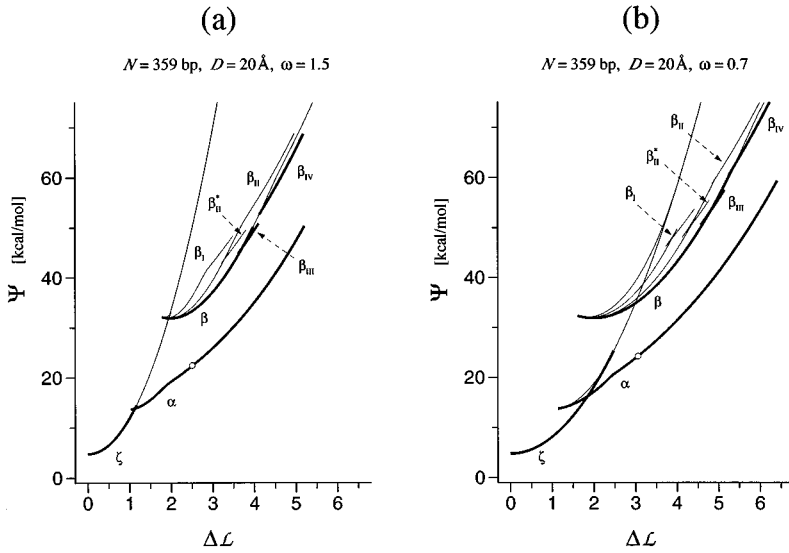 (a)
N = 359 bp, D = 20 Å, ω = 1.5
Ψ [kcal/mol]
60
40
20
0
β_II
β_IV
β*_II
β_I
β_III
β
α
ζ
0 1 2 3 4 5 6
Δℒ
(b)
N = 359 bp, D = 20 Å, ω = 0.7
Ψ [kcal/mol]
60
40
20
0
β_II
β_IV
β*_II
β_I
β_III
β
α
ζ
0 1 2 3 4 5 6
Δℒ